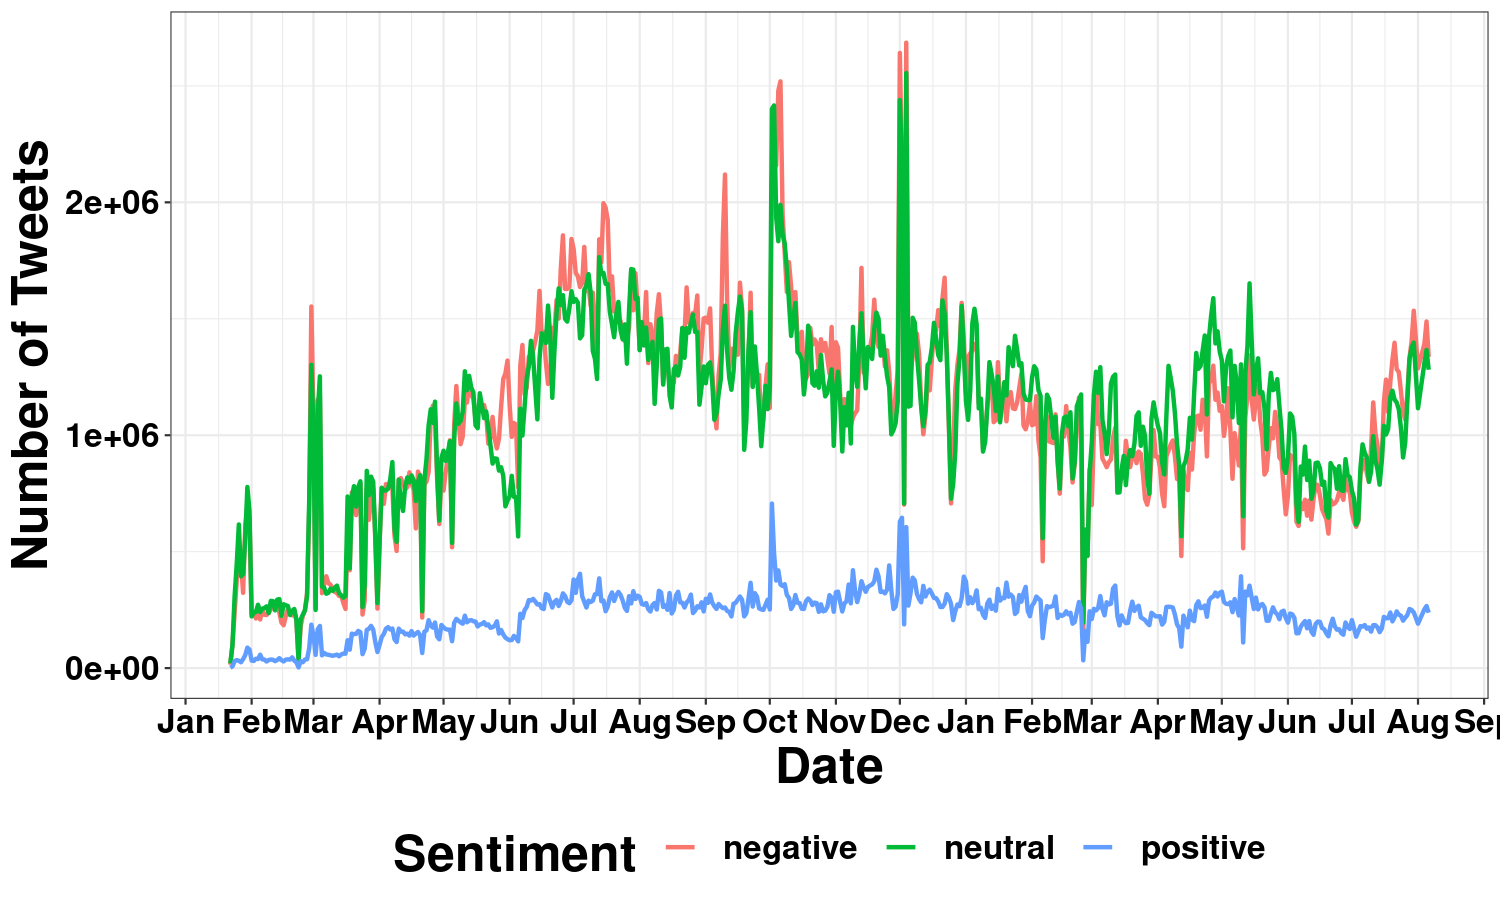 Number of Tweets
2e+06
1e+06
0e+00
Jan Feb Mar Apr May Jun Jul Aug Sep Oct Nov Dec Jan Feb Mar Apr May Jun Jul Aug Sep
Date
Sentiment negative neutral positive